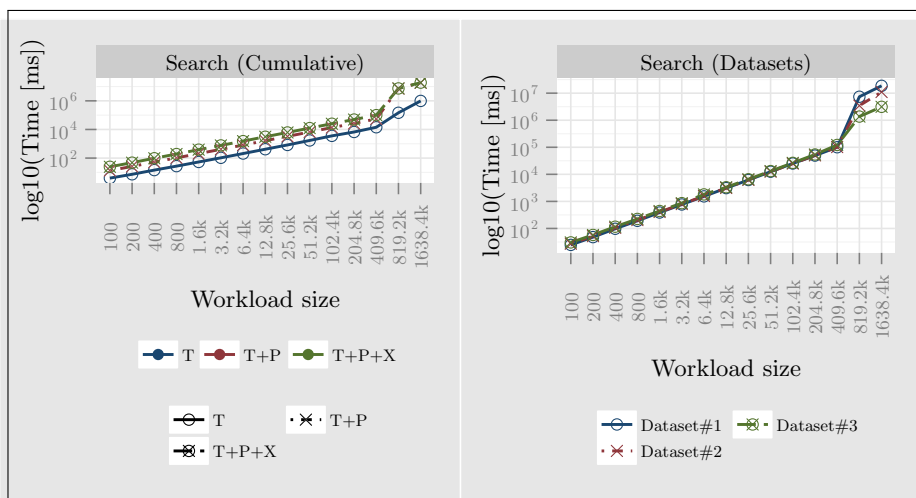 Search (Cumulative)
log10(Time [ms])
10^6
10^4
10^2
100
200
400
800
1.6k
3.2k
6.4k
12.8k
25.6k
51.2k
102.4k
204.8k
409.6k
819.2k
1638.4k
Workload size
T
T+P
T+P+X
T
T+P
T+P+X
Search (Datasets)
log10(Time [ms])
10^7
10^6
10^5
10^4
10^3
10^2
100
200
400
800
1.6k
3.2k
6.4k
12.8k
25.6k
51.2k
102.4k
204.8k
409.6k
819.2k
1638.4k
Workload size
Dataset#1
Dataset#3
Dataset#2